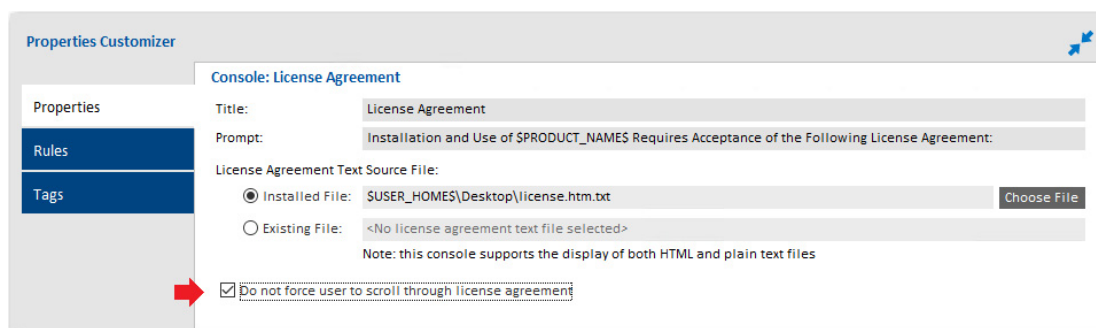 Properties Customizer
Console: License Agreement
Properties
Rules
Tags
Title: License Agreement
Prompt: Installation and Use of $PRODUCT_NAME$ Requires Acceptance of the Following License Agreement:
License Agreement Text Source File:
Installed File: $USER_HOME$\Desktop\license.htm.txt Choose File
Existing File: <No license agreement text file selected>
Note: this console supports the display of both HTML and plain text files
Do not force user to scroll through license agreement